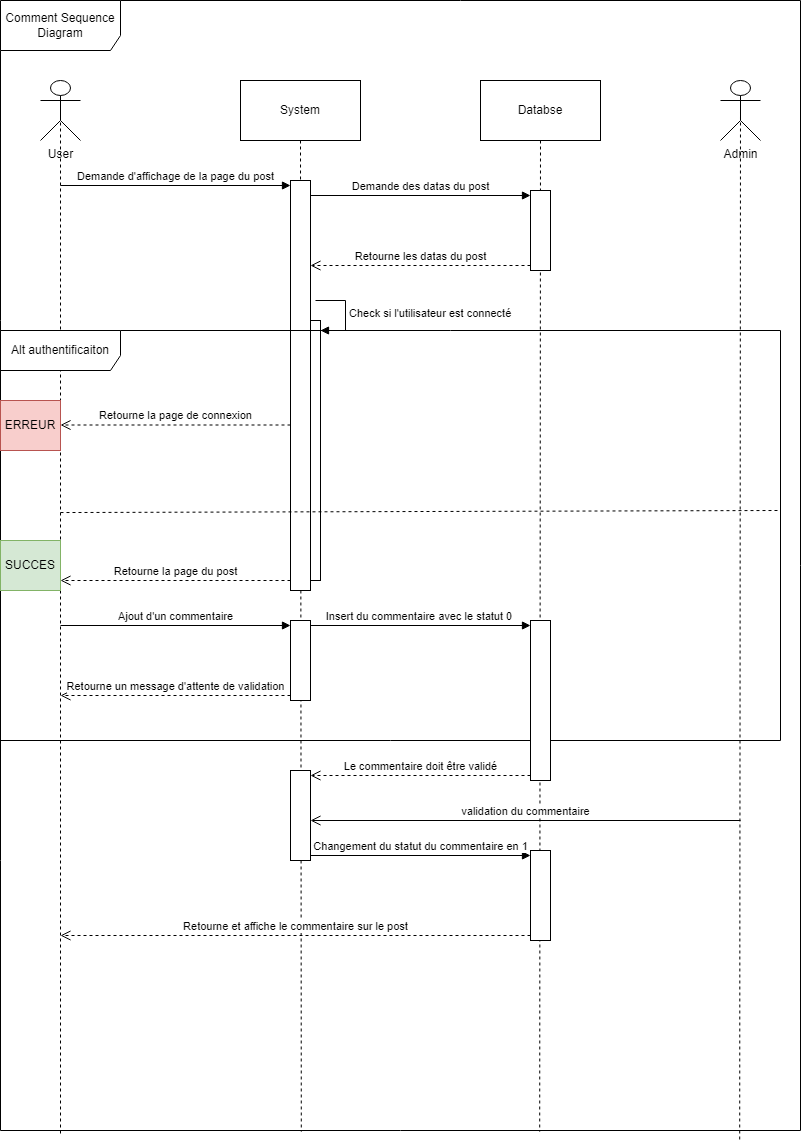 Comment Sequence
Diagram
User
System
Databse
Admin
Demande d'affichage de la page du post
Demande des datas du post
Retourne les datas du post
Check si l'utilisateur est connecté
Alt authentificaiton
ERREUR
Retourne la page de connexion
SUCCES
Retourne la page du post
Ajout d'un commentaire
Insert du commentaire avec le statut 0
Retourne un message d'attente de validation
Le commentaire doit être validé
validation du commentaire
Changement du statut du commentaire en 1
Retourne et affiche le commentaire sur le post